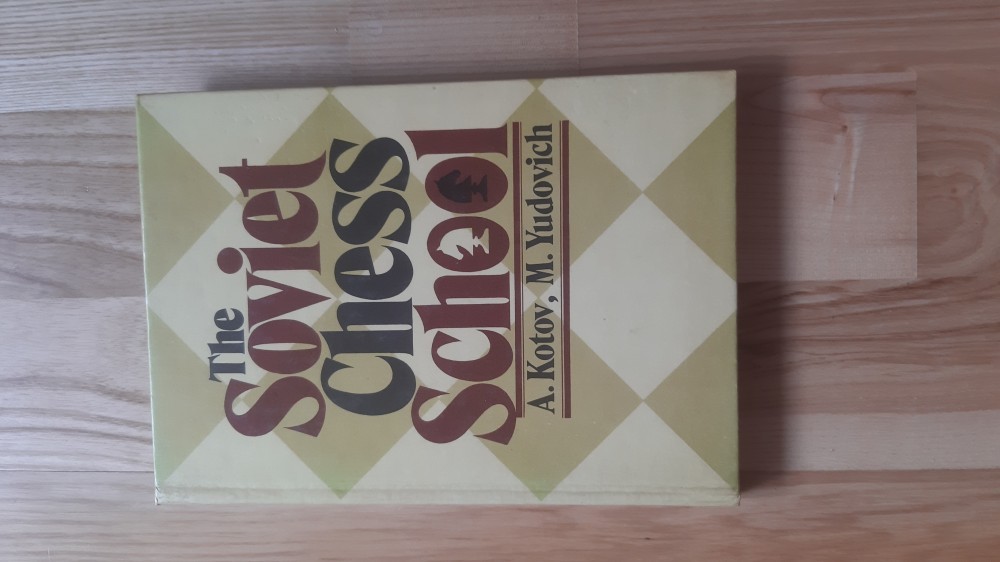 The
Soviet
Chess
School
A. Kotov, M. Yudovich